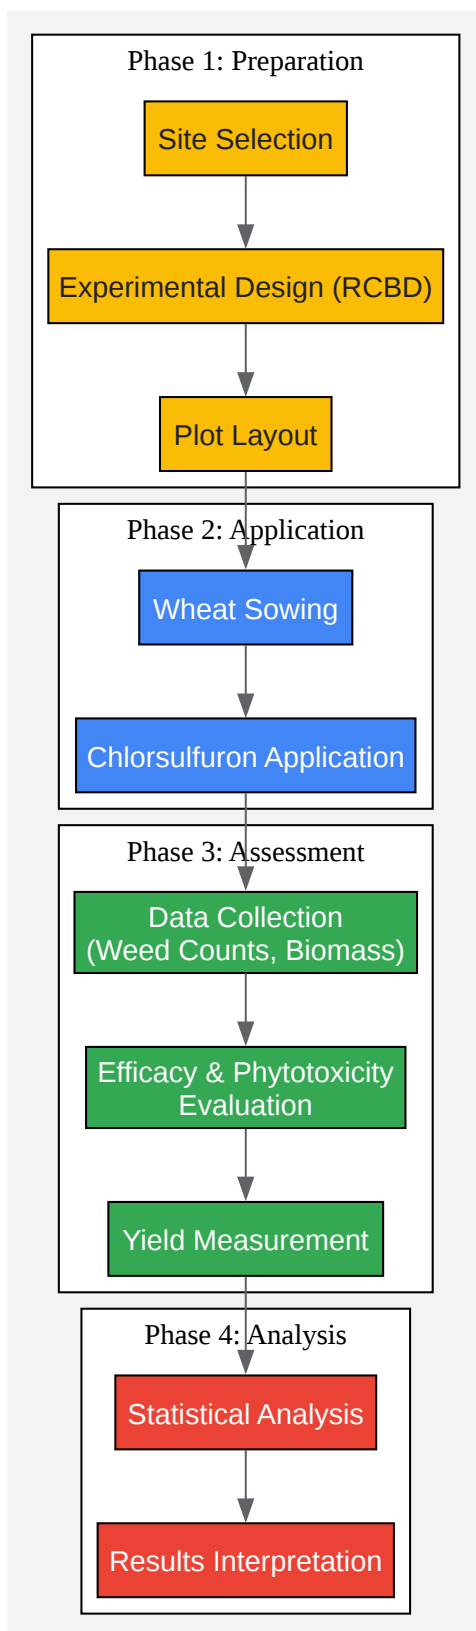 Phase 1: Preparation
Site Selection
Experimental Design (RCBD)
Plot Layout
Phase 2: Application
Wheat Sowing
Chlorsulfuron Application
Phase 3: Assessment
Data Collection
(Weed Counts, Biomass)
Efficacy & Phytotoxicity
Evaluation
Yield Measurement
Phase 4: Analysis
Statistical Analysis
Results Interpretation